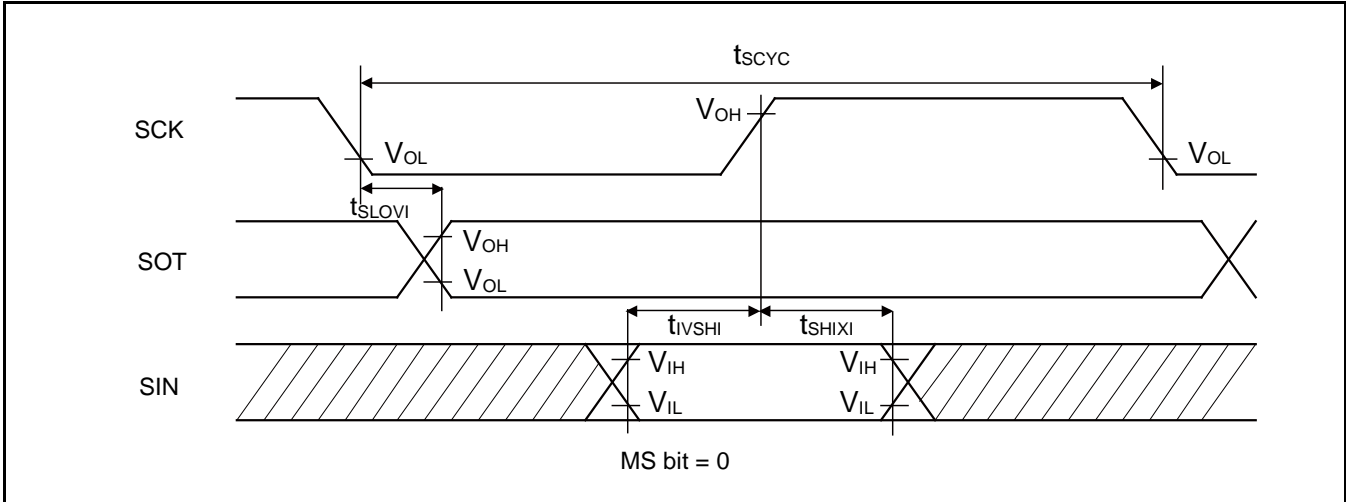 tSCYC
SCK
VOH
VOL
VOL
tSLOVI
SOT
VOH
VOL
tIVSHI
tSHIXI
SIN
VIH
VIH
VIL
VIL
MS bit = 0